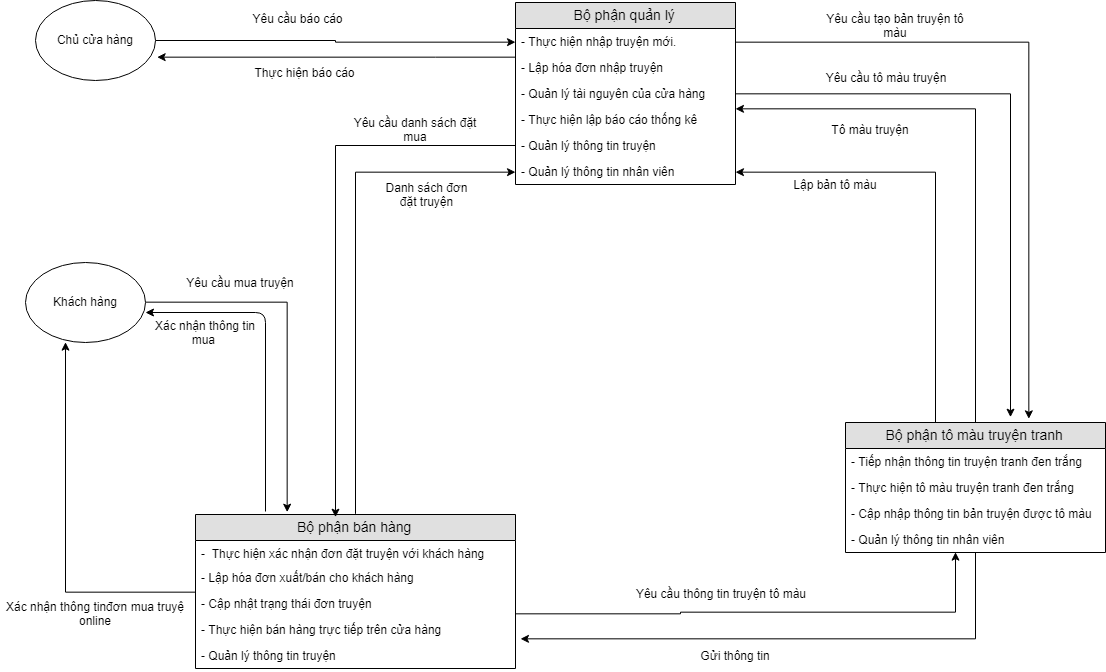 Yêu cầu báo cáo
Chủ cửa hàng
Thực hiện báo cáo
Bộ phận quản lý
- Thực hiện nhập truyện mới.
- Lập hóa đơn nhập truyện
- Quản lý tài nguyên của cửa hàng
- Thực hiện lập báo cáo thống kê
- Quản lý thông tin truyện
- Quản lý thông tin nhân viên
Yêu cầu tạo bản truyện tô
màu
Yêu cầu tô màu truyện
Tô màu truyện
Lập bản tô màu
Yêu cầu danh sách đặt
mua
Danh sách đơn
đặt truyện
Yêu cầu mua truyện
Khách hàng
Xác nhận thông tin
mua
Bộ phận tô màu truyện tranh
- Tiếp nhận thông tin truyện tranh đen trắng
- Thực hiện tô màu truyện tranh đen trắng
- Cập nhập thông tin bản truyện được tô màu
- Quản lý thông tin nhân viên
Bộ phận bán hàng
- Thực hiện xác nhận đơn đặt truyện với khách hàng
- Lập hóa đơn xuất/bán cho khách hàng
- Cập nhật trạng thái đơn truyện
- Thực hiện bán hàng trực tiếp trên cửa hàng
- Quản lý thông tin truyện
Xác nhận thông tinđơn mua truyệ
online
Yêu cầu thông tin truyện tô màu
Gửi thông tin